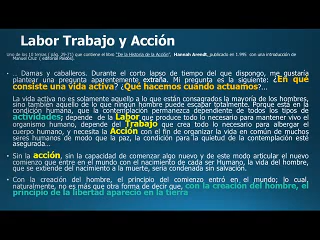 Labor Trabajo y Acción
Uno de los 10 temas ( pág. 29-71) que contiene el libro "De la Historia de la Acción", Hannah Arendt, publicado en 1.995 con una introducción de
Manuel Cruz ( editorial Paidós)
• .. Damas y caballeros. Durante el corto lapso de tiempo del que dispongo, me gustaría
plantear una pregunta aparentemente extraña. Mi pregunta es la siguiente: ¿En que
consiste una vida activa? ¿Qué hacemos cuándo actuamos?...
La vida activa no es solamente aquello a lo que están consagrados la mayoría de los hombres,
sino también aquello de lo que ningún hombre puede escapar totalmente. Porque está en la
condición humana, que la contemplación permanezca dependiente de todos los tipos de
actividades; depende de la Labor que produce todo lo necesario para mantener vivo el
organismo humano, depende del Trabajo que crea todo lo necesario para albergar el
cuerpo humano, y necesita la Acción con el fin de organizar la vida en común de muchos
seres humanos de modo que la paz, la condición para la quietud de la contemplación esté
asegurada...
• Sin la acción, sin la capacidad de comenzar algo nuevo y de este modo articular el nuevo
comienzo que entre en el mundo con el nacimiento de cada ser Humano, la vida del hombre,
que se extiende del nacimiento a la muerte, sería condenada sin salvación.
• Con la creación del hombre, el principio del comienzo entró en el mundo; lo cual,
naturalmente, no es más que otra forma de decir que, con la creación del hombre, el
principio de la libertad apareció en la tierra